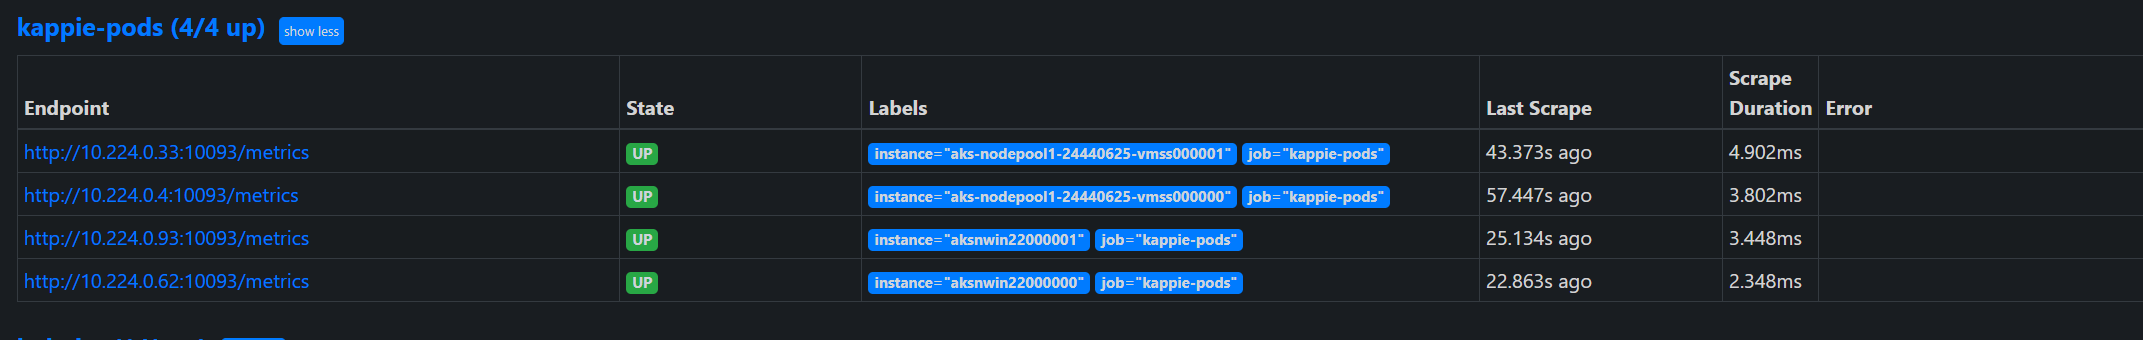 kappie-pods (4/4 up) show less
Endpoint State Labels Last Scrape Scrape Duration Error
http://10.224.0.33:10093/metrics UP instance="aks-nodepool1-24440625-vmss000001" job="kappie-pods" 43.373s ago 4.902ms
http://10.224.0.4:10093/metrics UP instance="aks-nodepool1-24440625-vmss000000" job="kappie-pods" 57.447s ago 3.802ms
http://10.224.0.93:10093/metrics UP instance="aksnwin22000001" job="kappie-pods" 25.134s ago 3.448ms
http://10.224.0.62:10093/metrics UP instance="aksnwin22000000" job="kappie-pods" 22.863s ago 2.348ms